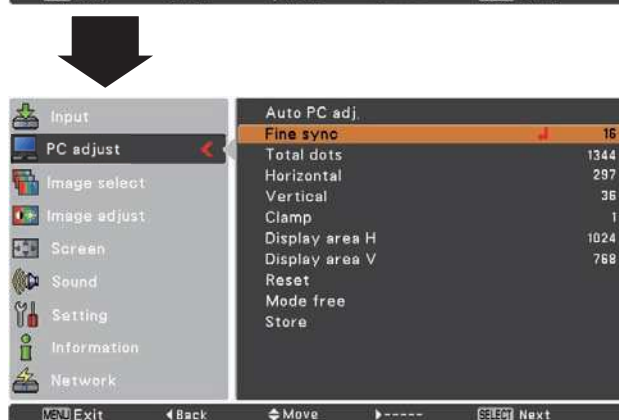 Input
PC adjust
Image select
Image adjust
Screen
Sound
Setting
Information
Network
Auto PC adj.
Fine sync 16
Total dots 1344
Horizontal 297
Vertical 36
Clamp 1
Display area H 1024
Display area V 768
Reset
Mode free
Store
MENU Exit ◄Back Move ►----- SELECT Next